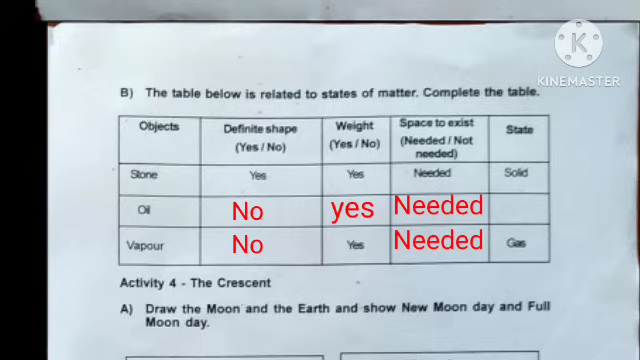 KINEMASTER
B) The table below is related to states of matter. Complete the table.
Objects Definite shape (Yes / No) Weight (Yes / No) Space to exist (Needed / Not needed) State
Stone Yes Yes Needed Solid
Oil No yes Needed
Vapour No Yes Needed Gas
Activity 4 - The Crescent
A) Draw the Moon and the Earth and show New Moon day and Full
Moon day.